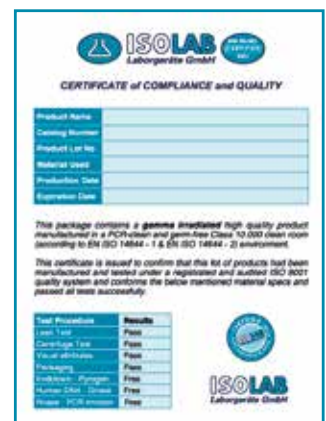 ISOLAB
Laborgeräte GmbH
CERTIFICATE of COMPLIANCE and QUALITY
Product Name
Catalog Number
Product Lot No
Material Used
Production Date
Expiration Date
This package contains a gamma irradiated high quality product
manufactured in a PCR-clean and germ-free Class 10.000 clean room
(according to EN ISO 14644 - 1 & EN ISO 14644 - 2) environment.
This certificate is issued to confirm that this lot of products had been
manufactured and tested under a registered and audited ISO 9001
quality system and conforms the below mentioned material specs and
passed all tests successfully.
Test Procedure Results
Leak Test Pass
Centrifuge Test Pass
Visual attributes Pass
Packaging Pass
Endotoxin Pyrogen Free
Human DNA Free
PCR Free
ISOLAB
Laborgeräte GmbH